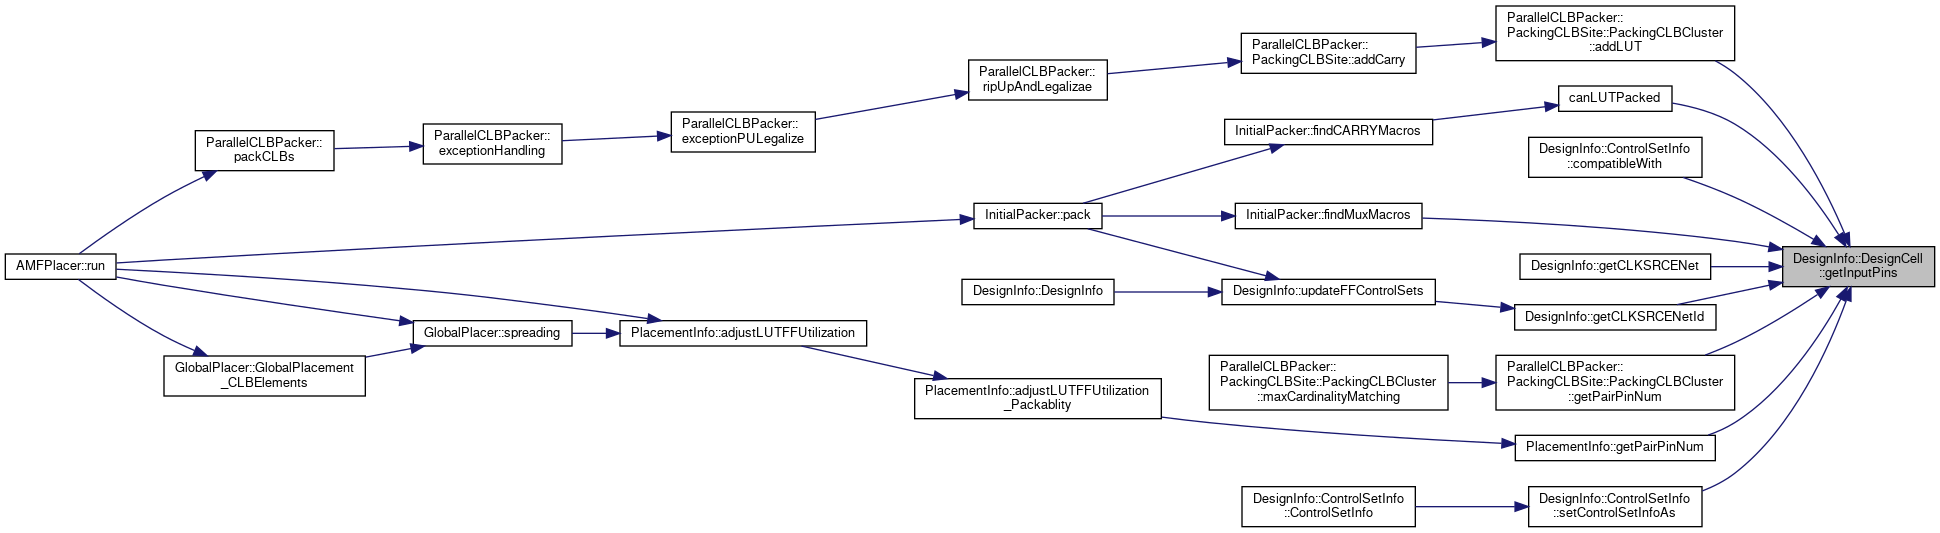 ParallelCLBPacker::
PackingCLBSite::PackingCLBCluster
::addLUT
ParallelCLBPacker::
PackingCLBSite::addCarry
ParallelCLBPacker::
ripUpAndLegalizae
canLUTPacked
ParallelCLBPacker::
exceptionPULegalize
InitialPacker::findCARRYMacros
ParallelCLBPacker::
exceptionHandling
ParallelCLBPacker::
packCLBs
DesignInfo::ControlSetInfo
::compatibleWith
InitialPacker::pack
InitialPacker::findMuxMacros
AMFPlacer::run
DesignInfo::getCLKSRCENet
DesignInfo::DesignCell
::getInputPins
DesignInfo::DesignInfo
DesignInfo::updateFFControlSets
DesignInfo::getCLKSRCENetId
GlobalPlacer::spreading
PlacementInfo::adjustLUTFFUtilization
GlobalPlacer::GlobalPlacement
_CLBElements
ParallelCLBPacker::
PackingCLBSite::PackingCLBCluster
::maxCardinalityMatching
ParallelCLBPacker::
PackingCLBSite::PackingCLBCluster
::getPairPinNum
PlacementInfo::adjustLUTFFUtilization
_Packablity
PlacementInfo::getPairPinNum
DesignInfo::ControlSetInfo
::ControlSetInfo
DesignInfo::ControlSetInfo
::setControlSetInfoAs